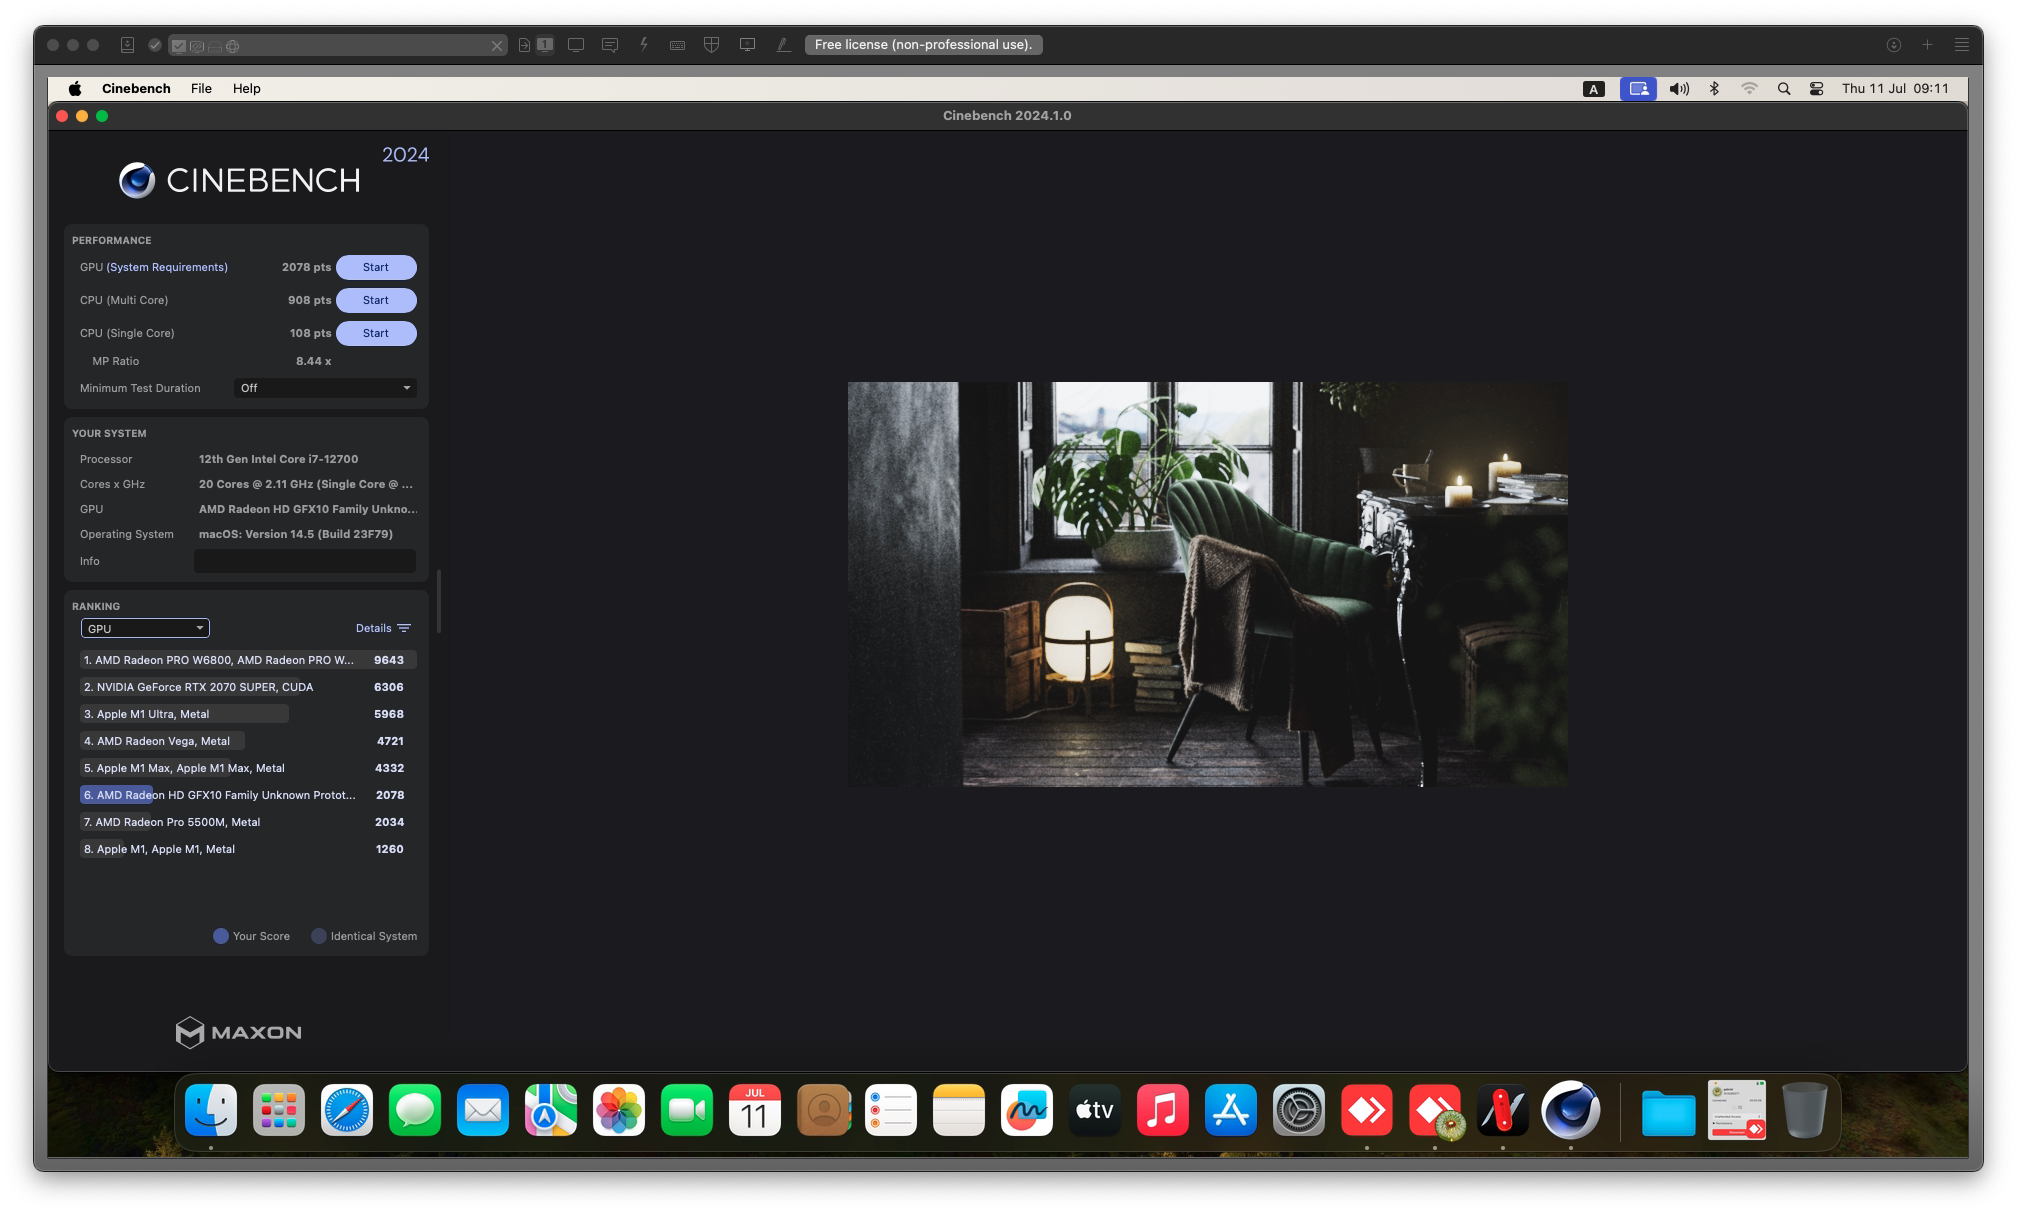 1
Free license (non-professional use).
Cinebench File Help
A
Thu 11 Jul 09:11
Cinebench 2024.1.0
2024
CINEBENCH
PERFORMANCE
GPU (System Requirements) 2078 pts Start
CPU (Multi Core) 908 pts Start
CPU (Single Core) 108 pts Start
MP Ratio 8.44 x
Minimum Test Duration Off
YOUR SYSTEM
Processor 12th Gen Intel Core i7-12700
Cores x GHz 20 Cores @ 2.11 GHz (Single Core @ ...
GPU AMD Radeon HD GFX10 Family Unkno...
Operating System macOS: Version 14.5 (Build 23F79)
Info
RANKING
GPU Details
1. AMD Radeon PRO W6800, AMD Radeon PRO W... 9643
2. NVIDIA GeForce RTX 2070 SUPER, CUDA 6306
3. Apple M1 Ultra, Metal 5968
4. AMD Radeon Vega, Metal 4721
5. Apple M1 Max, Apple M1 Max, Metal 4332
6. AMD Radeon HD GFX10 Family Unknown Protot... 2078
7. AMD Radeon Pro 5500M, Metal 2034
8. Apple M1, Apple M1, Metal 1260
Your Score Identical System
MAXON
JUL
11
tv